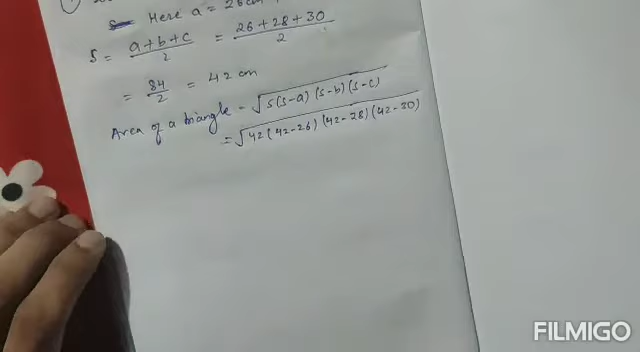 Here a = 26cm
S = a+b+c/2 = 26+28+30/2
= 84/2 = 42 cm
Area of a triangle = √s(s-a)(s-b)(s-c)
= √42(42-26)(42-28)(42-30)
FILMIGO